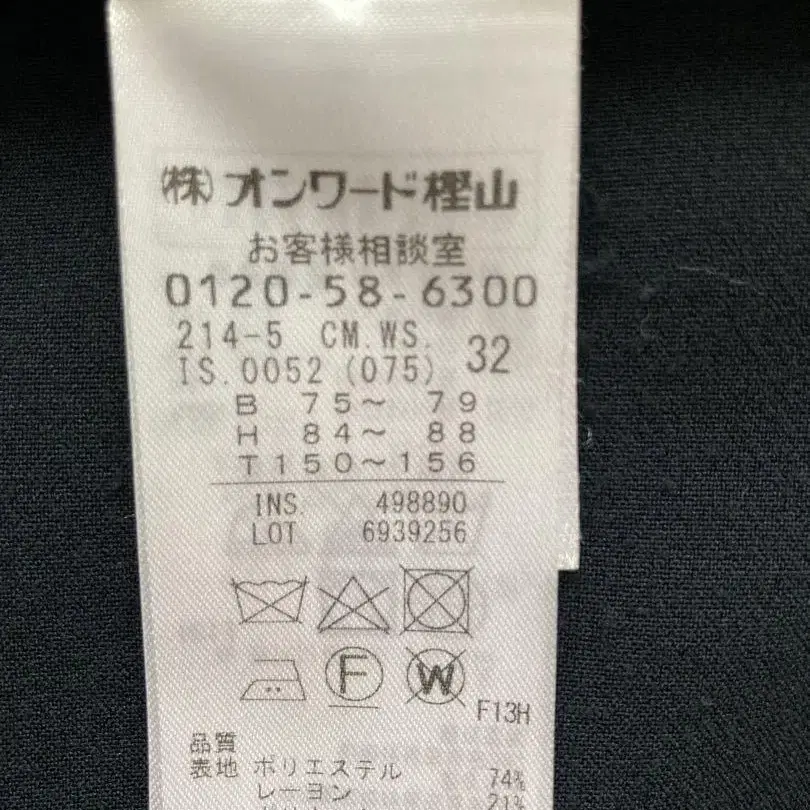 ㈱オンワード樫山
お客様相談室
0120-58-6300
214-5 CM.WS.
IS.0052 (075) 32
B 75～ 79
H 84～ 88
T150～156
INS. 498890
LOT 6939256
F
W
F13H
品質
表地 ポリエステル 74%
レーヨン 21%